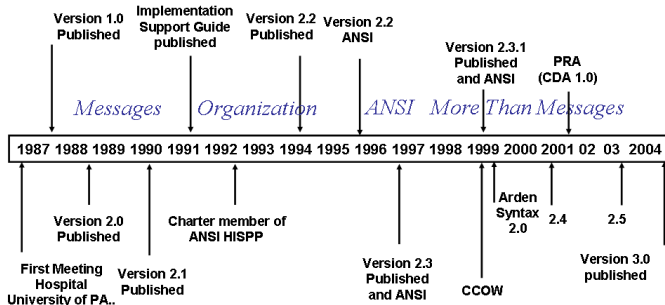 Version 1.0
Published
Implementation
Support Guide
published
Version 2.2
Published
Version 2.2
ANSI
Version 2.3.1
Published
and ANSI
PRA
(CDA 1.0)
Messages Organization ANSI More Than Messages
1987 1988 1989 1990 1991 1992 1993 1994 1995 1996 1997 1998 1999 2000 2001 02 03 2004
Version 2.0
Published
First Meeting
Hospital
University of PA..
Version 2.1
Published
Charter member of
ANSI HISPP
Version 2.3
Published
and ANSI
CCOW
Arden
Syntax
2.0
2.4
2.5
Version 3.0
published